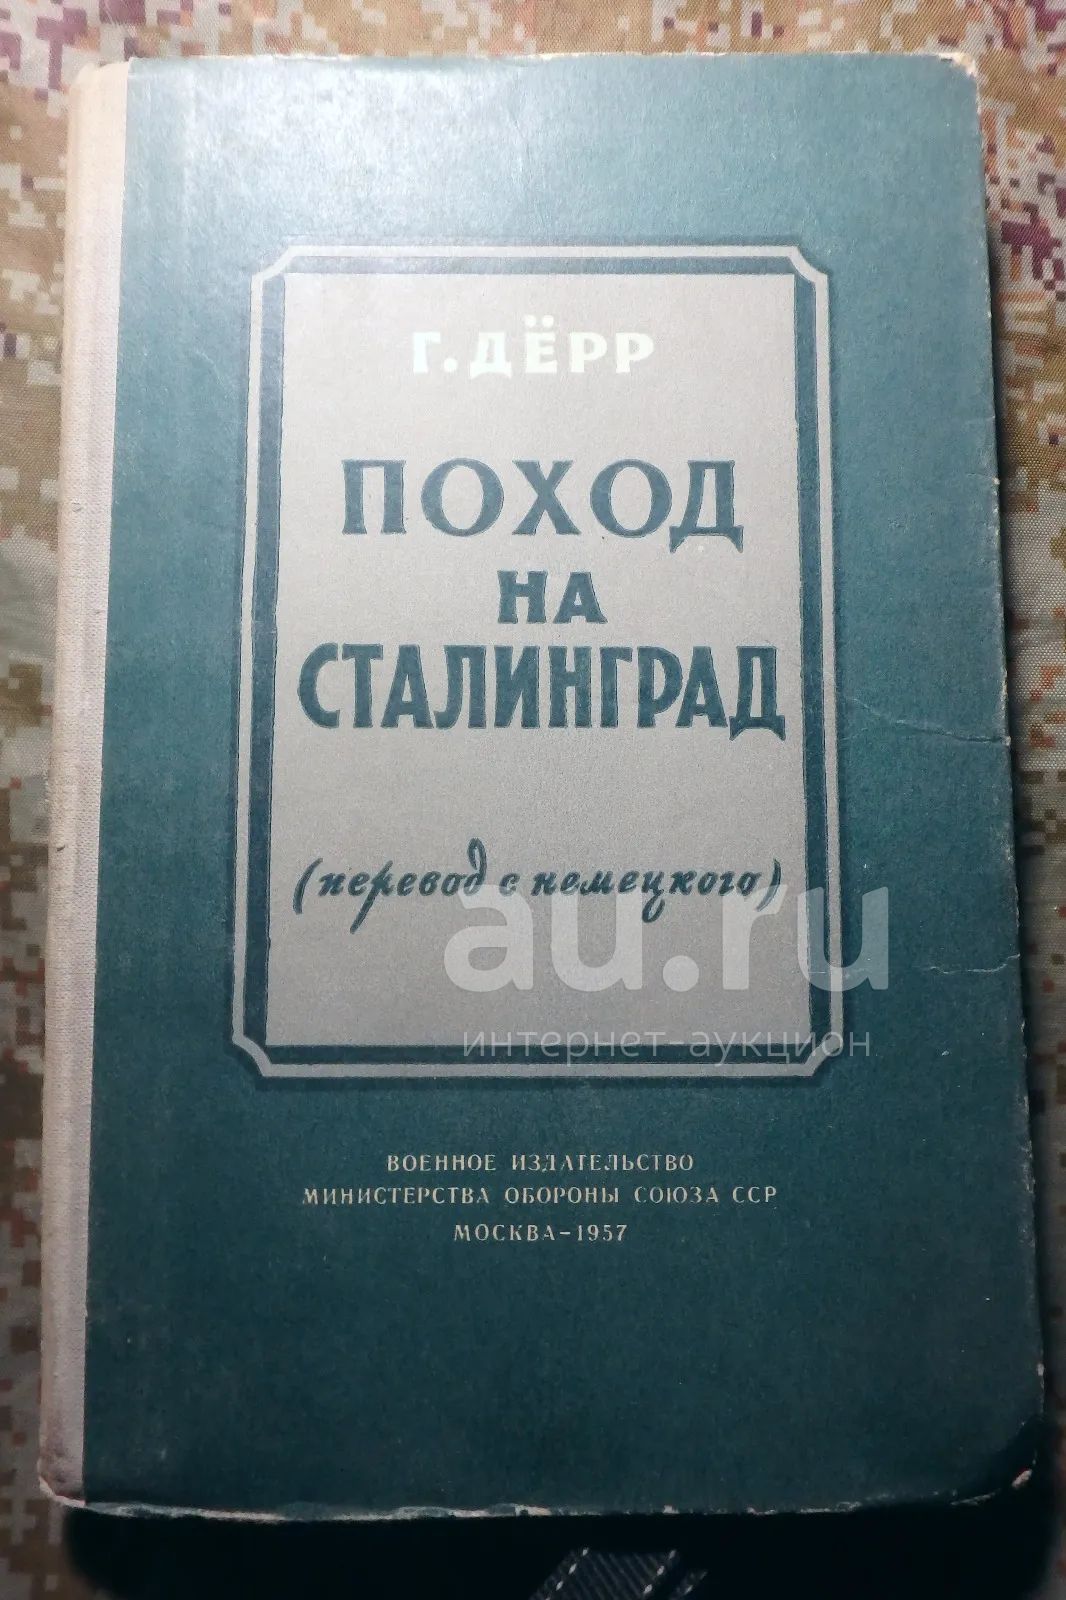 Г. ДЁРР
ПОХОД
НА
СТАЛИНГРАД
(перевод с немецкого)
au.ru
интернет-аукцион
ВОЕННОЕ ИЗДАТЕЛЬСТВО
МИНИСТЕРСТВА ОБОРОНЫ СОЮЗА ССР
МОСКВА–1957